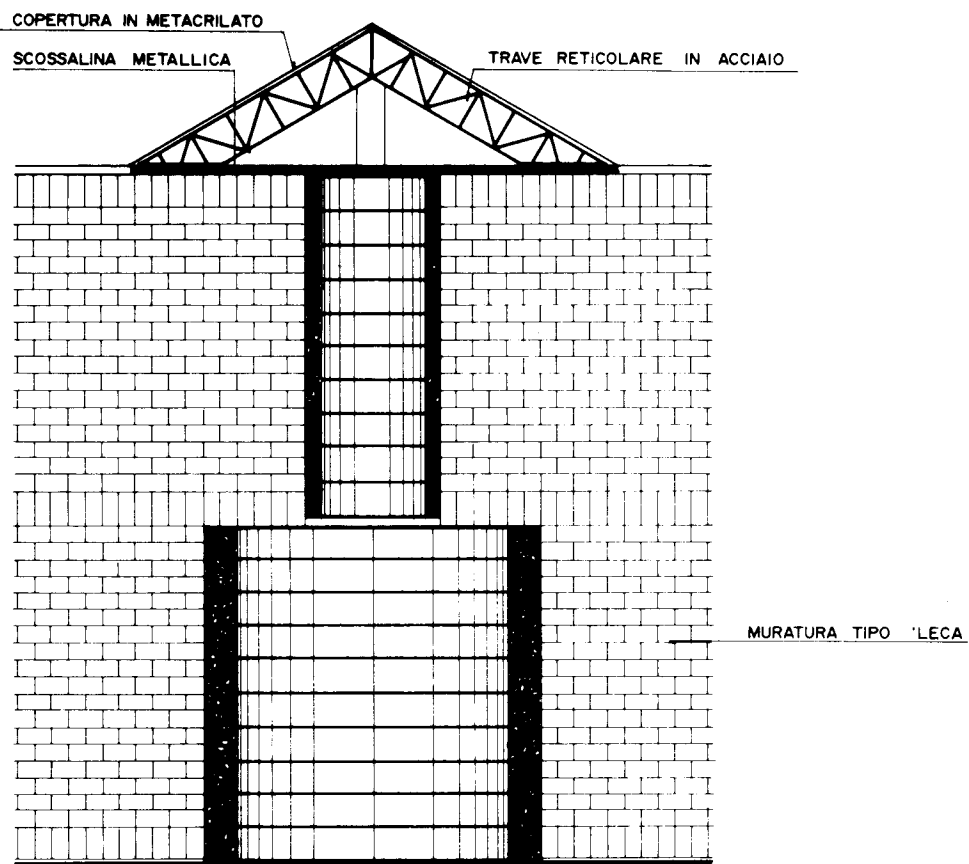 COPERTURA IN METACRILATO
SCOSSALINA METALLICA
TRAVE RETICOLARE IN ACCIAIO
MURATURA TIPO 'LECA